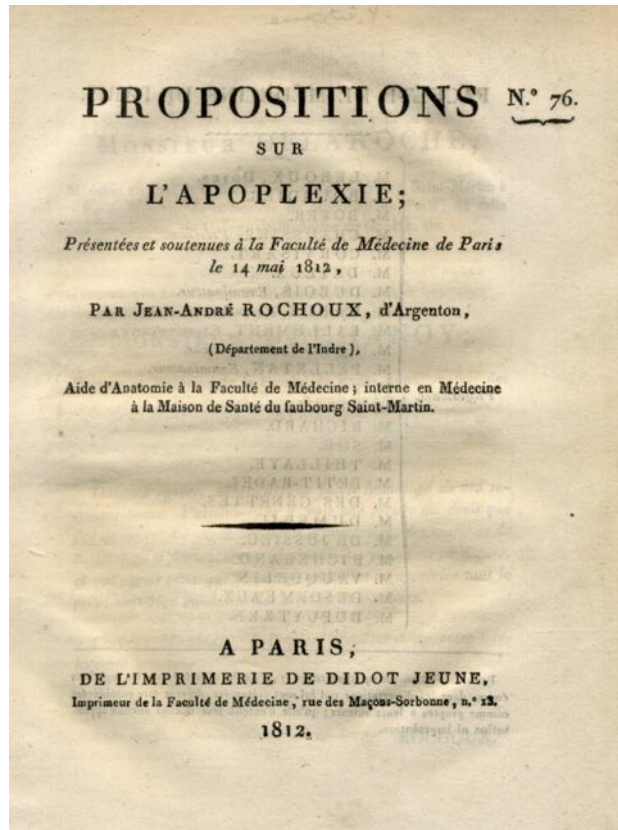 PROPOSITIONS N.° 76.
SUR
L'APOPLEXIE;
Présentées et soutenues à la Faculté de Médecine de Paris
le 14 mai 1812,
PAR JEAN-ANDRÉ ROCHOUX, d'Argenton,
(Département de l'Indre),
Aide d'Anatomie à la Faculté de Médecine; interne en Médecine
à la Maison de Santé du faubourg Saint-Martin.
A PARIS,
DE L'IMPRIMERIE DE DIDOT JEUNE,
Imprimeur de la Faculté de Médecine, rue des Maçons-Sorbonne, n.° 13.
1812.